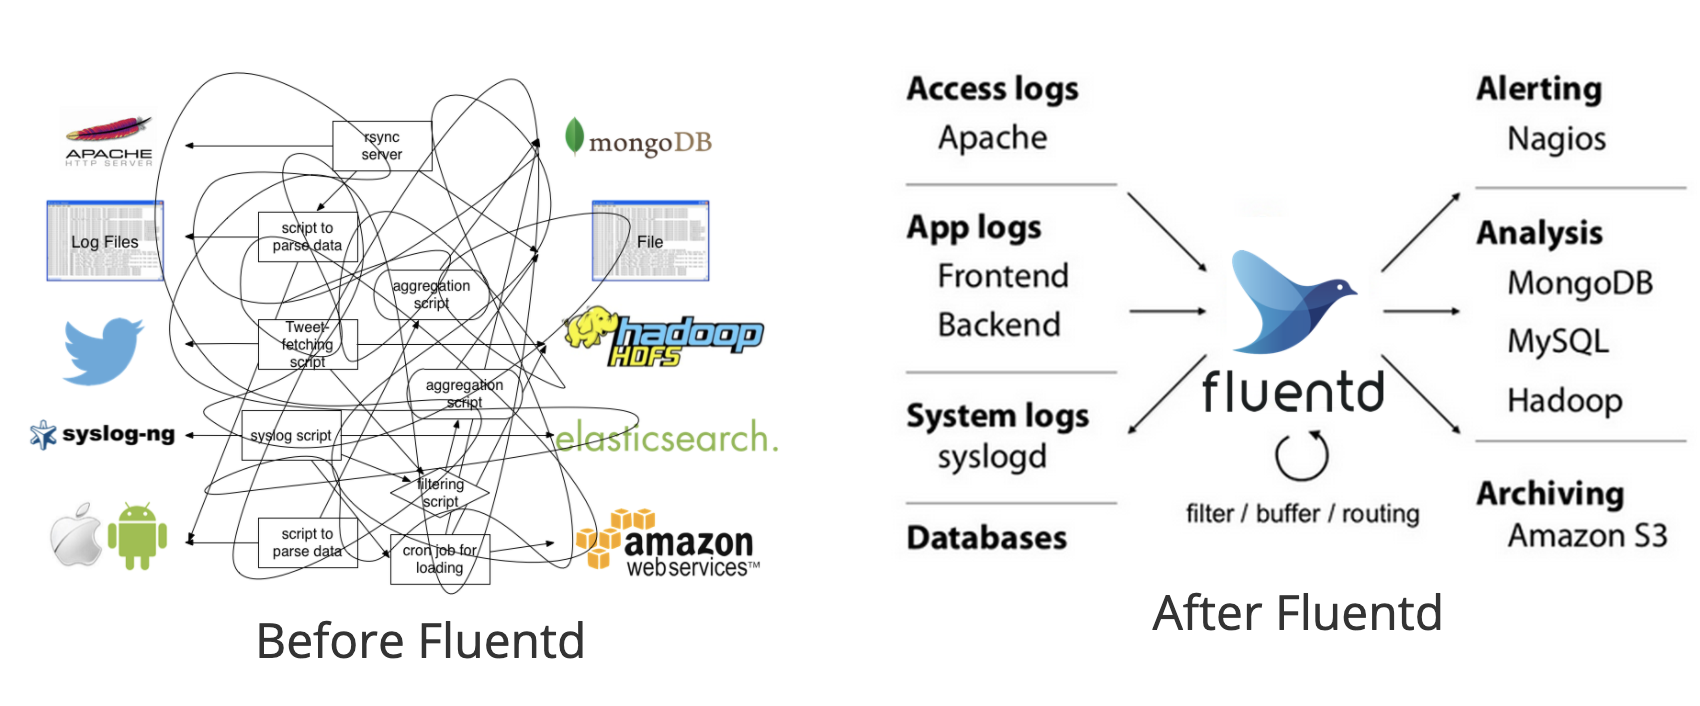 APACHE
HTTP SERVER
Log Files
syslog-ng
rsync
server
script to
parse data
aggregation
script
Tweet-
fetching
script
aggregation
script
syslog script
filtering
script
script to
parse data
cron job for
loading
mongoDB
File
hadoop
HDFS
elasticsearch.
amazon
web services™
Before Fluentd
Access logs
Apache
App logs
Frontend
Backend
System logs
syslogd
Databases
fluentd
filter / buffer / routing
Alerting
Nagios
Analysis
MongoDB
MySQL
Hadoop
Archiving
Amazon S3
After Fluentd